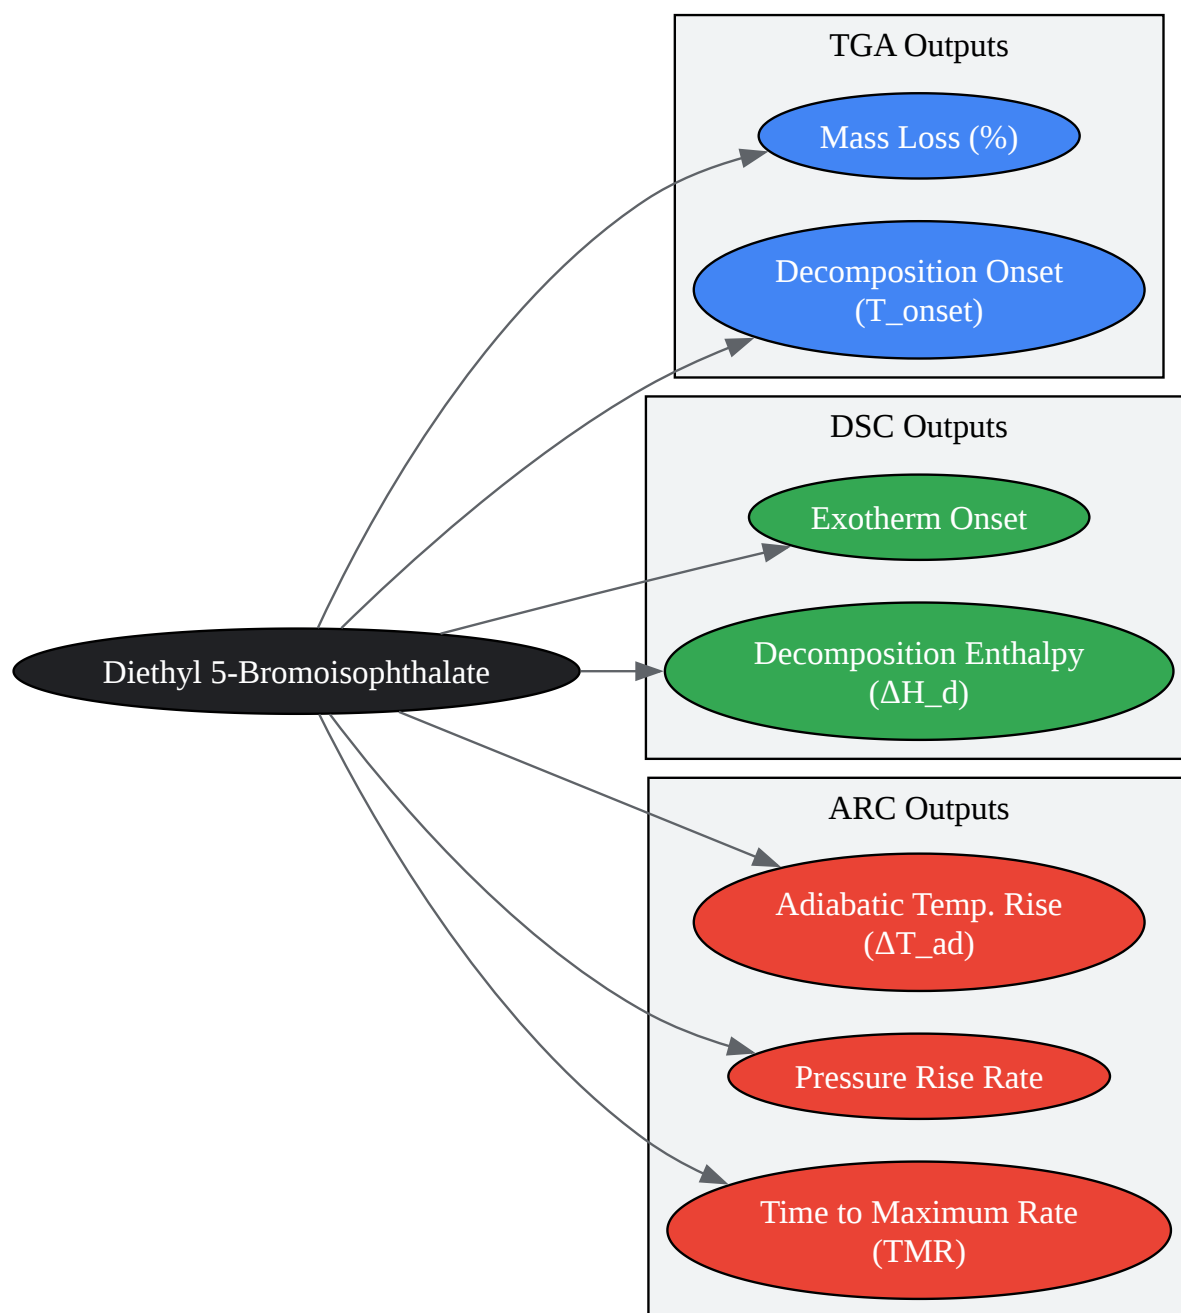 TGA Outputs
Mass Loss (%)
Decomposition Onset
(T_onset)
DSC Outputs
Exotherm Onset
Diethyl 5-Bromoisophthalate
Decomposition Enthalpy
(ΔH_d)
ARC Outputs
Adiabatic Temp. Rise
(ΔT_ad)
Pressure Rise Rate
Time to Maximum Rate
(TMR)